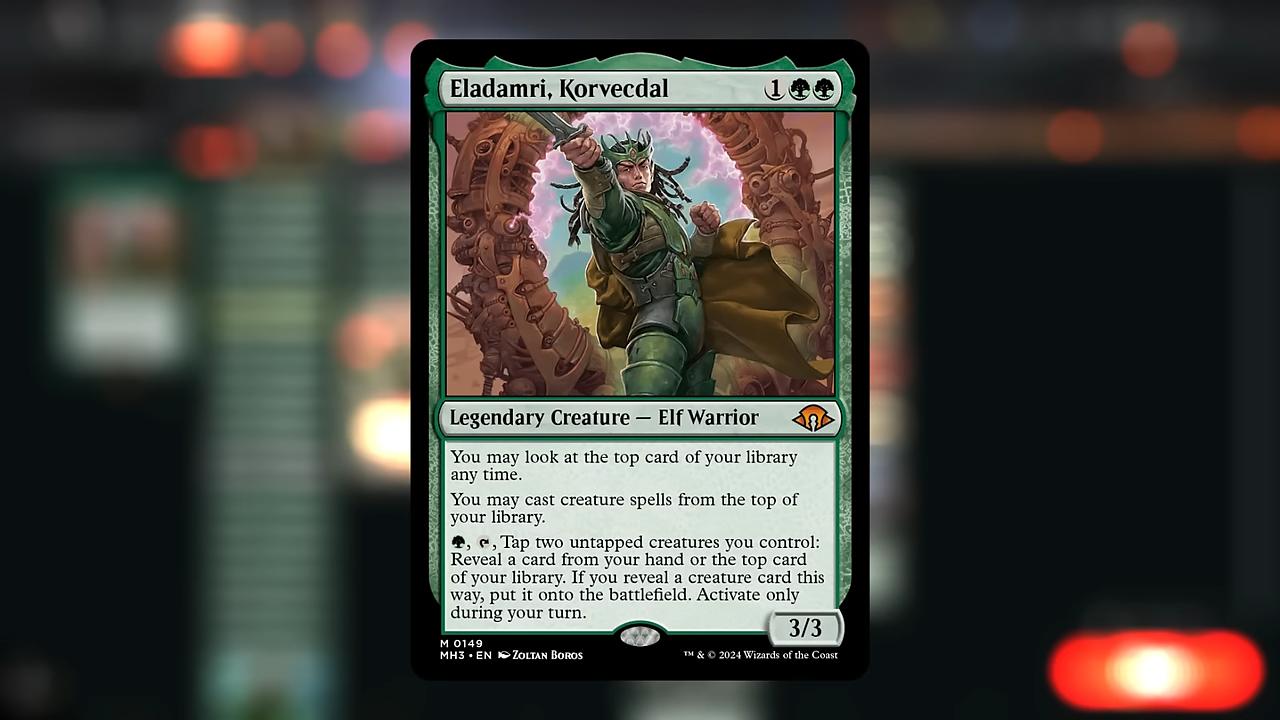 Eladamri, Korvecdal 1
Legendary Creature — Elf Warrior
You may look at the top card of your library
any time.
You may cast creature spells from the top of
your library.
, , Tap two untapped creatures you control:
Reveal a card from your hand or the top card
of your library. If you reveal a creature card this
way, put it onto the battlefield. Activate only
during your turn.
3/3
M 0149
MH3 • EN Zoltan Boros
™ & © 2024 Wizards of the Coast